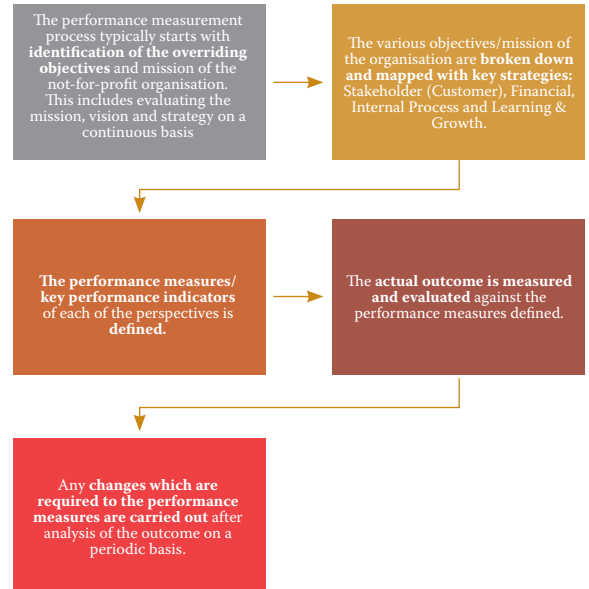 The performance measurement
process typically starts with
identification of the overriding
objectives and mission of the
not-for-profit organisation.
This includes evaluating the
mission, vision and strategy on a
continuous basis
The various objectives/mission of
the organisation are broken down
and mapped with key strategies:
Stakeholder (Customer), Financial,
Internal Process and Learning &
Growth.
The performance measures/
key performance indicators
of each of the perspectives is
defined.
The actual outcome is measured
and evaluated against the
performance measures defined.
Any changes which are
required to the performance
measures are carried out after
analysis of the outcome on a
periodic basis.